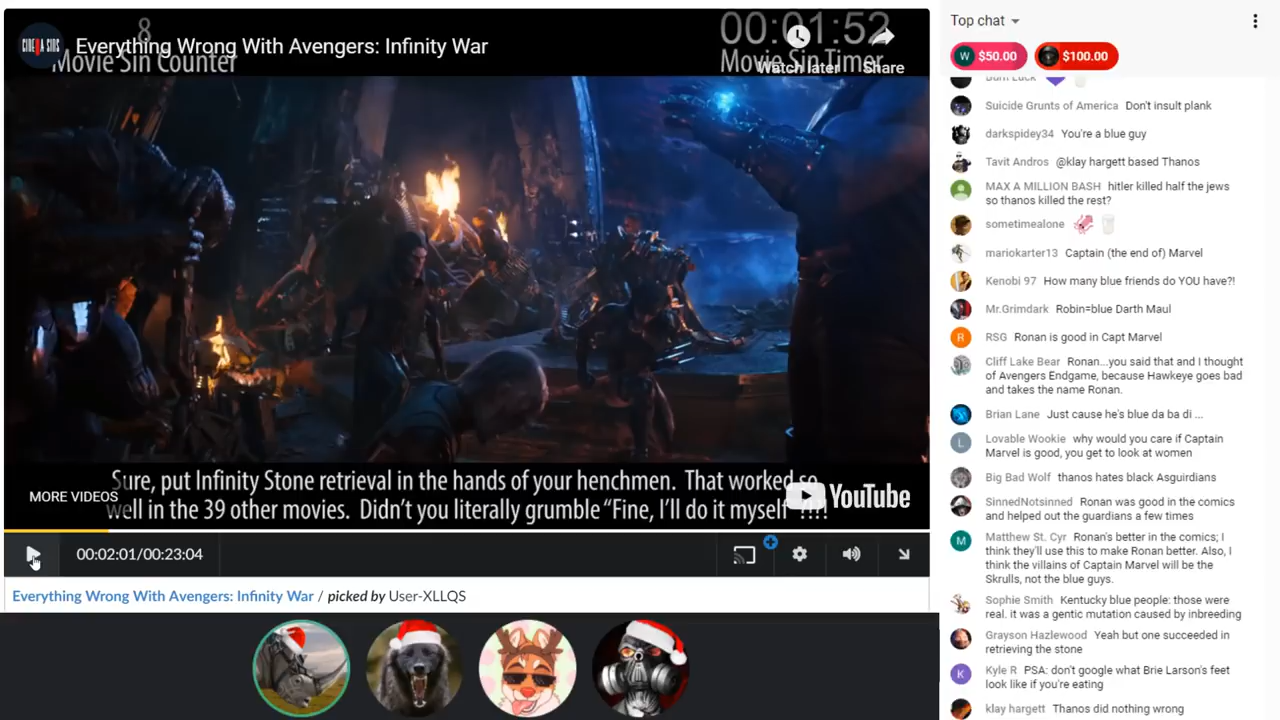 8
00:01:52
CINEMA SINS
Everything Wrong With Avengers: Infinity War
Movie Sin Counter
Movie Sin Timer
Watch later
Share
Sure, put Infinity Stone retrieval in the hands of your henchmen. That worked so
well in the 39 other movies. Didn't you literally grumble "Fine, I'll do it myself"!!!!
MORE VIDEOS
YouTube
00:02:01/00:23:04
Everything Wrong With Avengers: Infinity War / picked by User-XLLQS
Top chat
W $50.00
$100.00
Dum Luck
Suicide Grunts of America Don't insult plank
darkspidey34 You're a blue guy
Tavit Andros @klay hargett based Thanos
MAX A MILLION BASH hitler killed half the jews
so thanos killed the rest?
sometimealone
mariokarter13 Captain (the end of) Marvel
Kenobi 97 How many blue friends do YOU have?!
Mr.Grimdark Robin=blue Darth Maul
R RSG Ronan is good in Capt Marvel
Cliff Lake Bear Ronan...you said that and I thought
of Avengers Endgame, because Hawkeye goes bad
and takes the name Ronan.
Brian Lane Just cause he's blue da ba di ...
L Lovable Wookie why would you care if Captain
Marvel is good, you get to look at women
Big Bad Wolf thanos hates black Asguirdians
SinnedNotsinned Ronan was good in the comics
and helped out the guardians a few times
M Matthew St. Cyr Ronan's better in the comics; I
think they'll use this to make Ronan better. Also, I
think the villains of Captain Marvel will be the
Skrulls, not the blue guys.
Sophie Smith Kentucky blue people: those were
real. it was a gentic mutation caused by inbreeding
Grayson Hazlewood Yeah but one succeeded in
retrieving the stone
K Kyle R PSA: don't google what Brie Larson's feet
look like if you're eating
klay hargett Thanos did nothing wrong